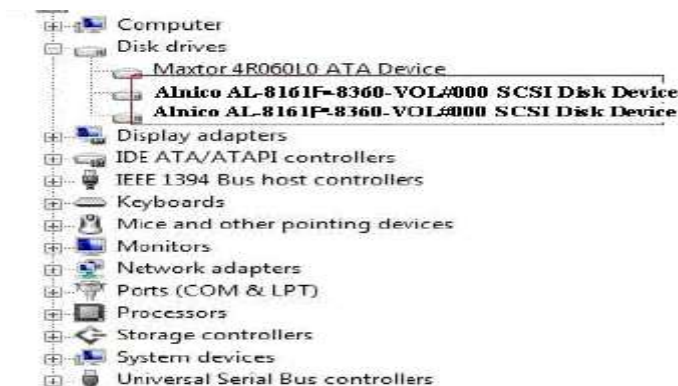 Computer
Disk drives
Maxtor 4R060L0 ATA Device
Alnico AL-8161F-8360-VOL#000 SCSI Disk Device
Alnico AL-8161F-8360-VOL#000 SCSI Disk Device
Display adapters
IDE ATA/ATAPI controllers
IEEE 1394 Bus host controllers
Keyboards
Mice and other pointing devices
Monitors
Network adapters
Ports (COM & LPT)
Processors
Storage controllers
System devices
Universal Serial Bus controllers